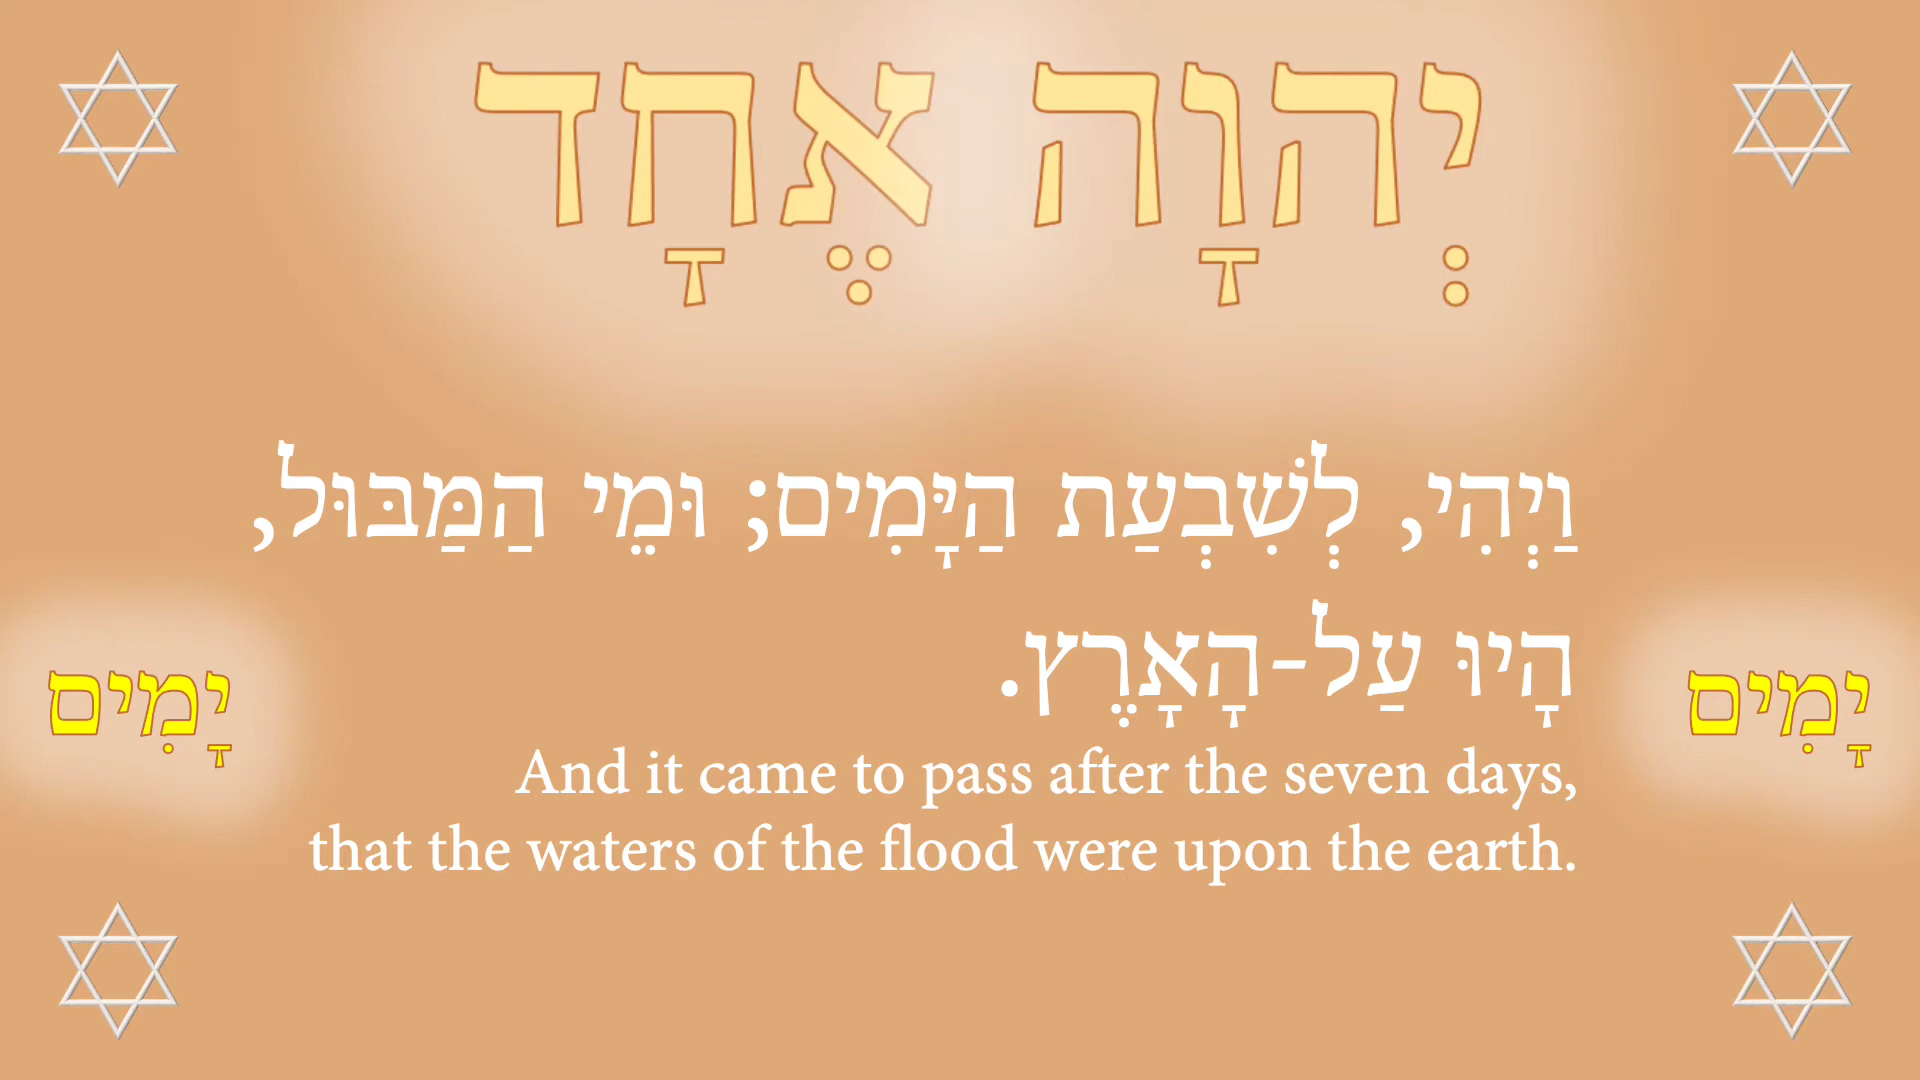 יְהוָה אֶחָד
וַיְהִי, לְשִׁבְעַת הַיָּמִים; וּמֵי הַמַּבּוּל,
הָיוּ עַל-הָאָרֶץ.
And it came to pass after the seven days,
that the waters of the flood were upon the earth.
יָמִים
יָמִים